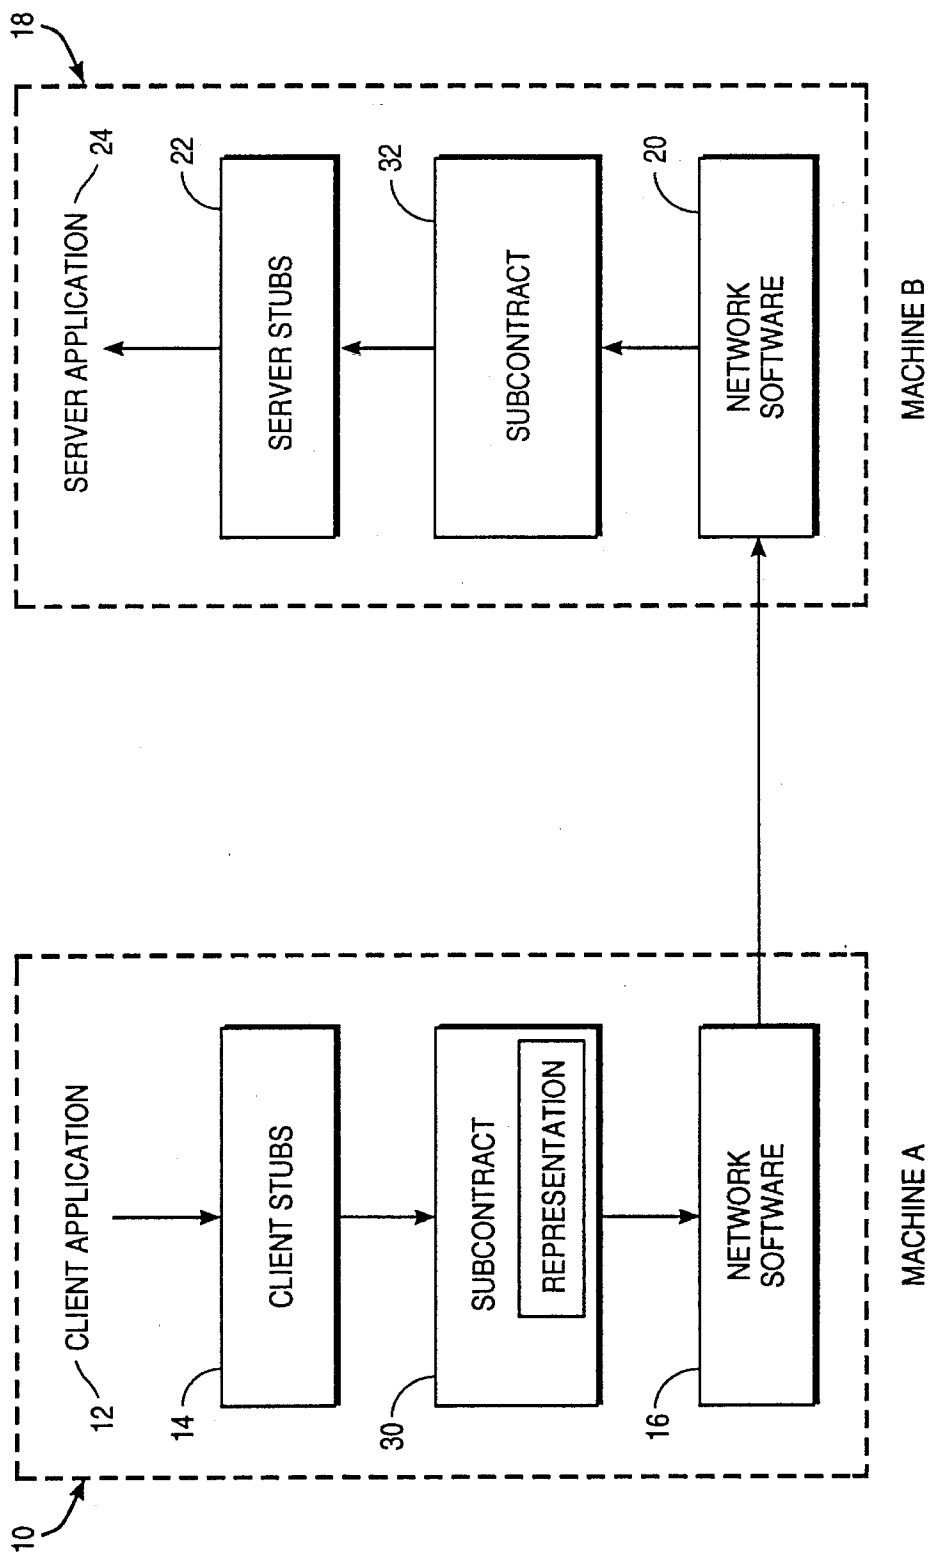 10
12
CLIENT APPLICATION
14
CLIENT STUBS
30
SUBCONTRACT
REPRESENTATION
16
NETWORK
SOFTWARE
MACHINE A
18
SERVER APPLICATION
24
22
SERVER STUBS
32
SUBCONTRACT
20
NETWORK
SOFTWARE
MACHINE B